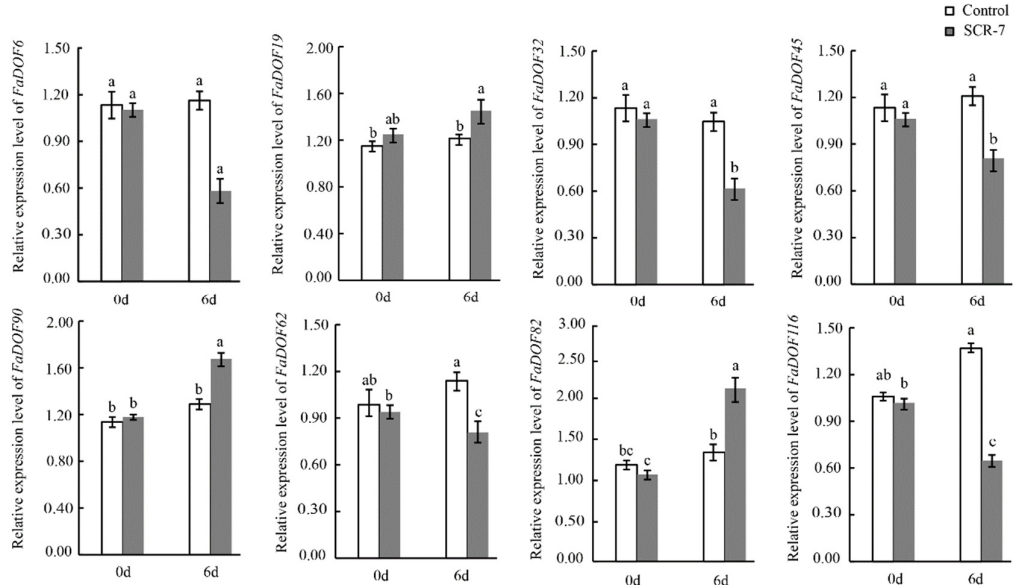 Control
SCR-7
Relative expression level of FaDOF6
1.50
1.20
0.90
0.60
0.30
0.00
a a a a
0d 6d
Relative expression level of FaDOF19
2.00
1.60
1.20
1.20
0.40
0.00
b ab b a
0d 6d
Relative expression level of FaDOF32
1.50
1.20
0.90
0.60
0.30
0.00
a a a b
0d 6d
Relative expression level of FaDOF45
1.50
1.20
0.90
0.60
0.30
0.00
a a a b
0d 6d
Relative expression level of FaDOF90
2.00
1.60
1.20
1.20
0.40
0.00
b b b a
0d 6d
Relative expression level of FaDOF62
1.50
1.20
0.90
0.60
0.30
0.00
ab b a c
0d 6d
Relative expression level of FaDOF82
3.00
2.50
2.00
1.50
1.00
0.50
0.00
bc c b a
0d 6d
Relative expression level of FaDOF116
1.50
1.20
0.90
0.60
0.30
0.00
ab b a c
0d 6d